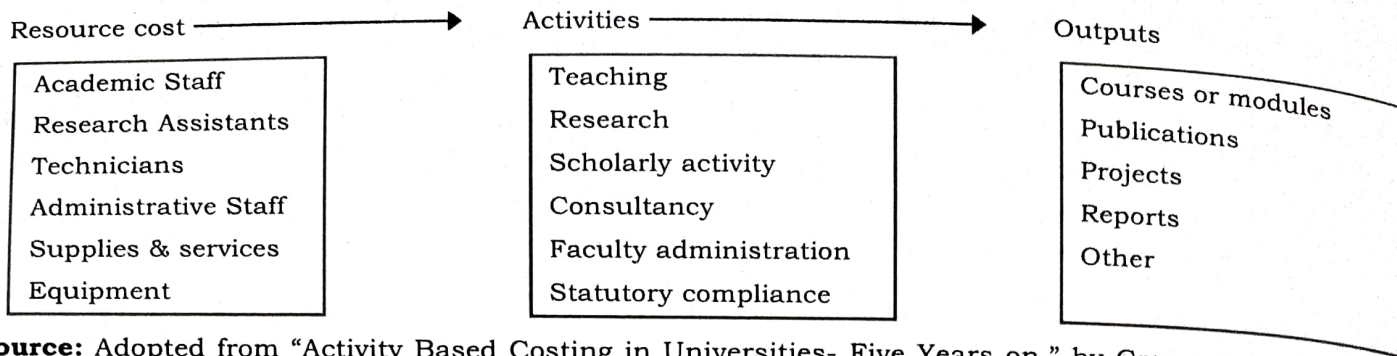 Resource cost
Activities
Outputs
Academic Staff
Research Assistants
Technicians
Administrative Staff
Supplies & services
Equipment
Teaching
Research
Scholarly activity
Consultancy
Faculty administration
Statutory compliance
Courses or modules
Publications
Projects
Reports
Other
Adopted from “Activity Based Costing in Universities- Five Years on,” by